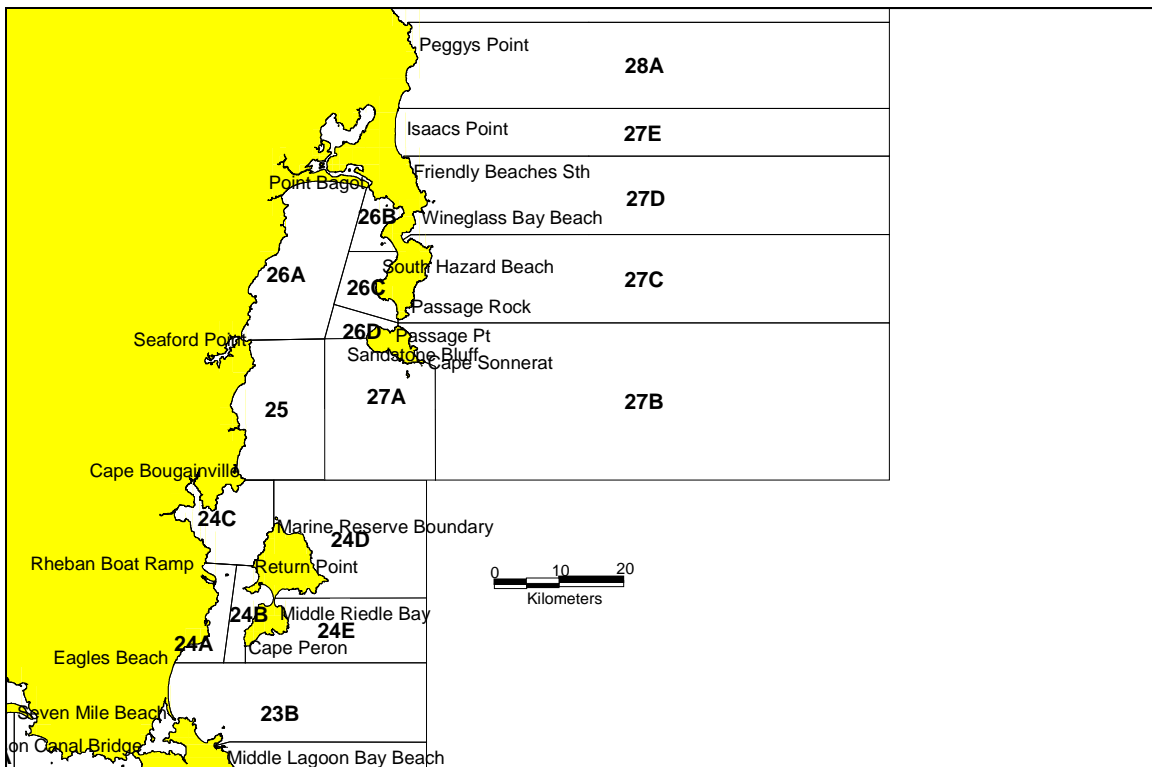 Peggys Point
28A
Isaacs Point
27E
Friendly Beaches Sth
Point Bagot
27D
26B
Wineglass Bay Beach
South Hazard Beach
26A
27C
26C
Passage Rock
26D
Passage Pt
Seaford Point
Sandstone Bluff
Cape Sonnerat
27A
27B
25
Cape Bougainville
24C
Marine Reserve Boundary
24D
Rheban Boat Ramp
Return Point
0 10 20
Kilometers
24B
Middle Riedle Bay
24E
24A
Cape Peron
Eagles Beach
Seven Mile Beach
23B
on Canal Bridge
Middle Lagoon Bay Beach